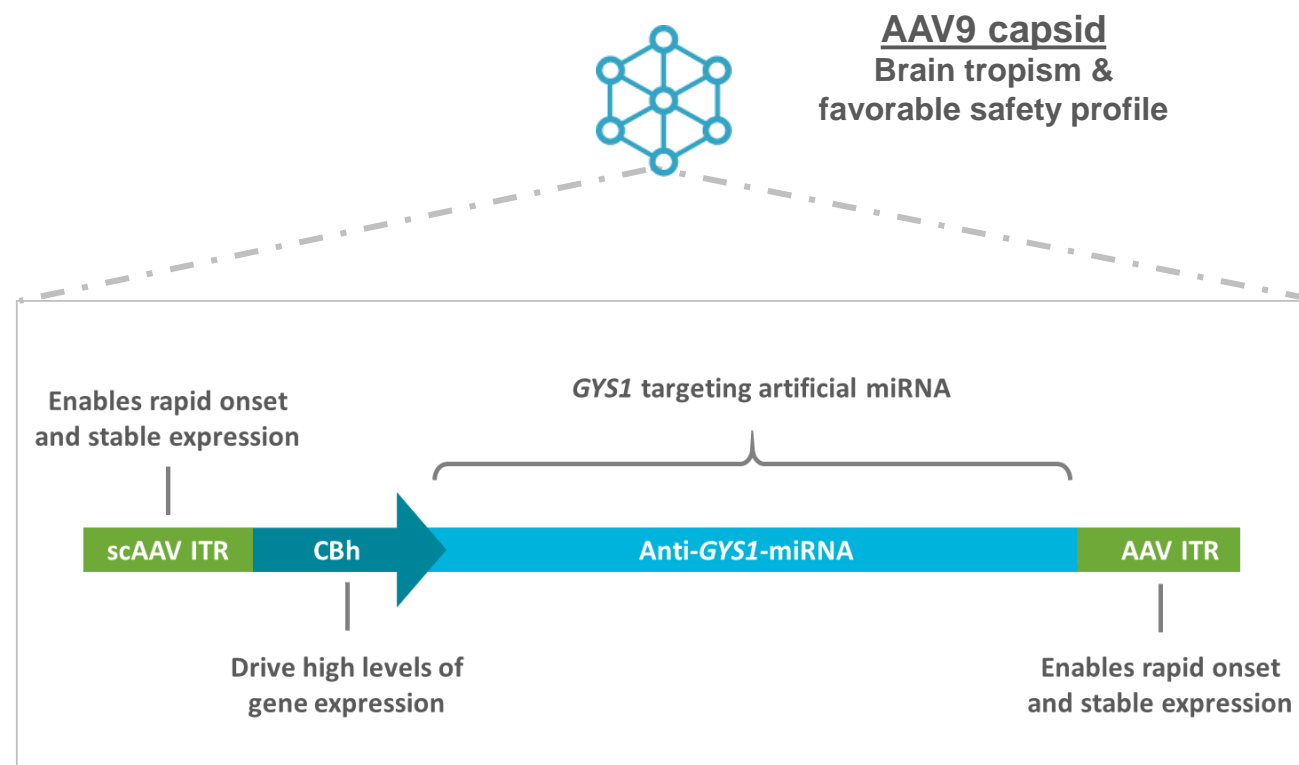 AAV9 capsid
Brain tropism &
favorable safety profile
GYS1 targeting artificial miRNA
Enables rapid onset
and stable expression
scAAV ITR
CBh
Anti-GYS1-miRNA
AAV ITR
Drive high levels of
gene expression
Enables rapid onset
and stable expression